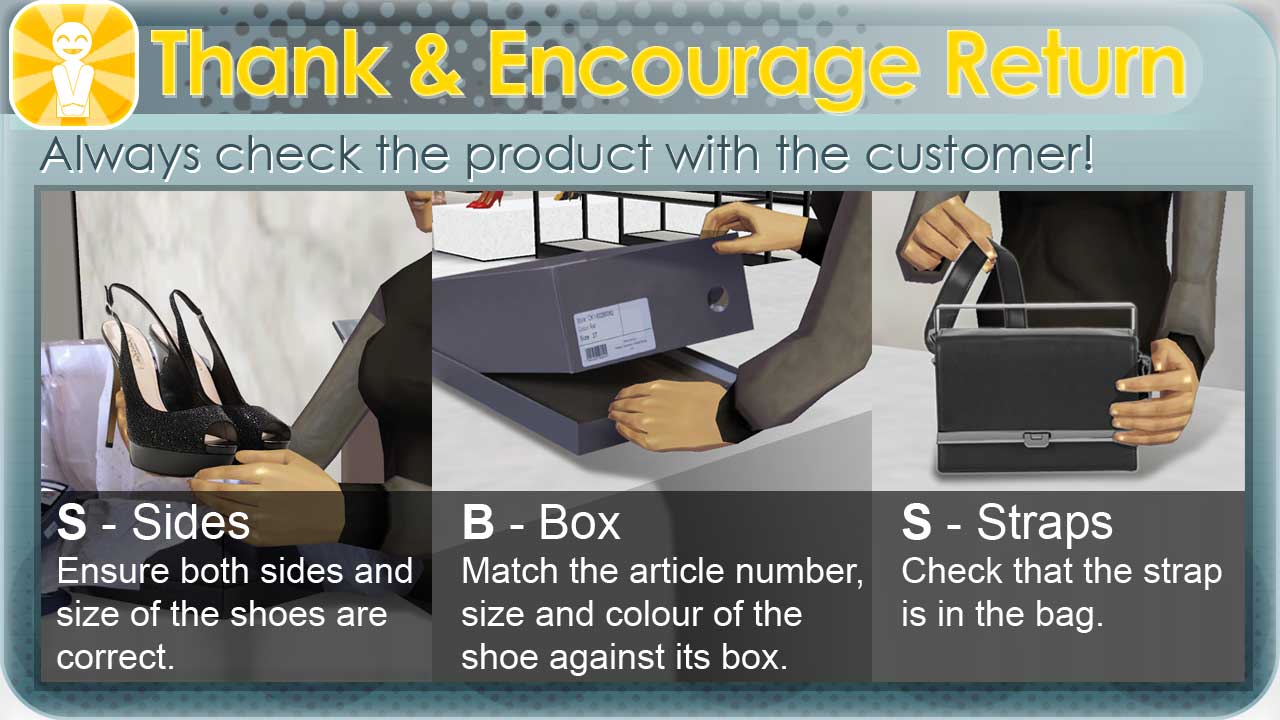 Thank & Encourage Return
Always check the product with the customer!
S - Sides
Ensure both sides and
size of the shoes are
correct.
B - Box
Match the article number,
size and colour of the
shoe against its box.
S - Straps
Check that the strap
is in the bag.